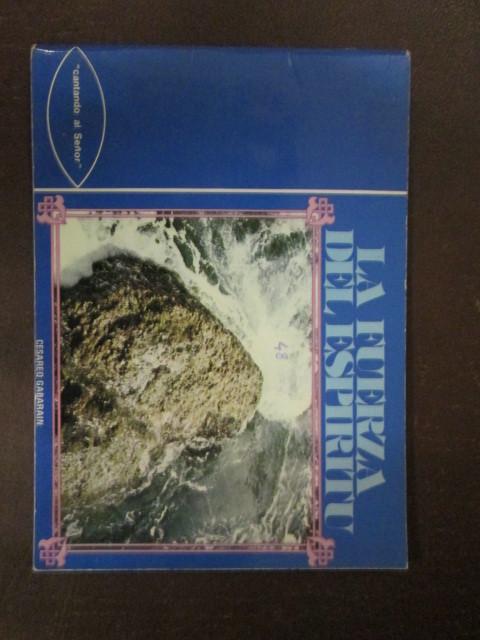 LA FUERZA
DEL ESPIRITU
"cantando al Señor"
48
CESAREO GABARAIN